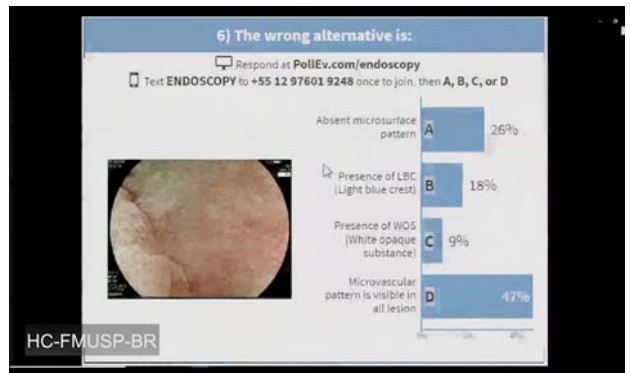 6) The wrong alternative is:
Respond at PollEv.com/endoscopy
Text ENDOSCOPY to +55 12 97601 9248 once to join, then A, B, C, or D
Absent microsurface
pattern
A
26%
Presence of LBC
(Light blue crest)
B
18%
Presence of WOS
(White opaque
substance)
C
9%
Microvascular
pattern is visible in
all lesion
D
47%
HC-FMUSP-BR